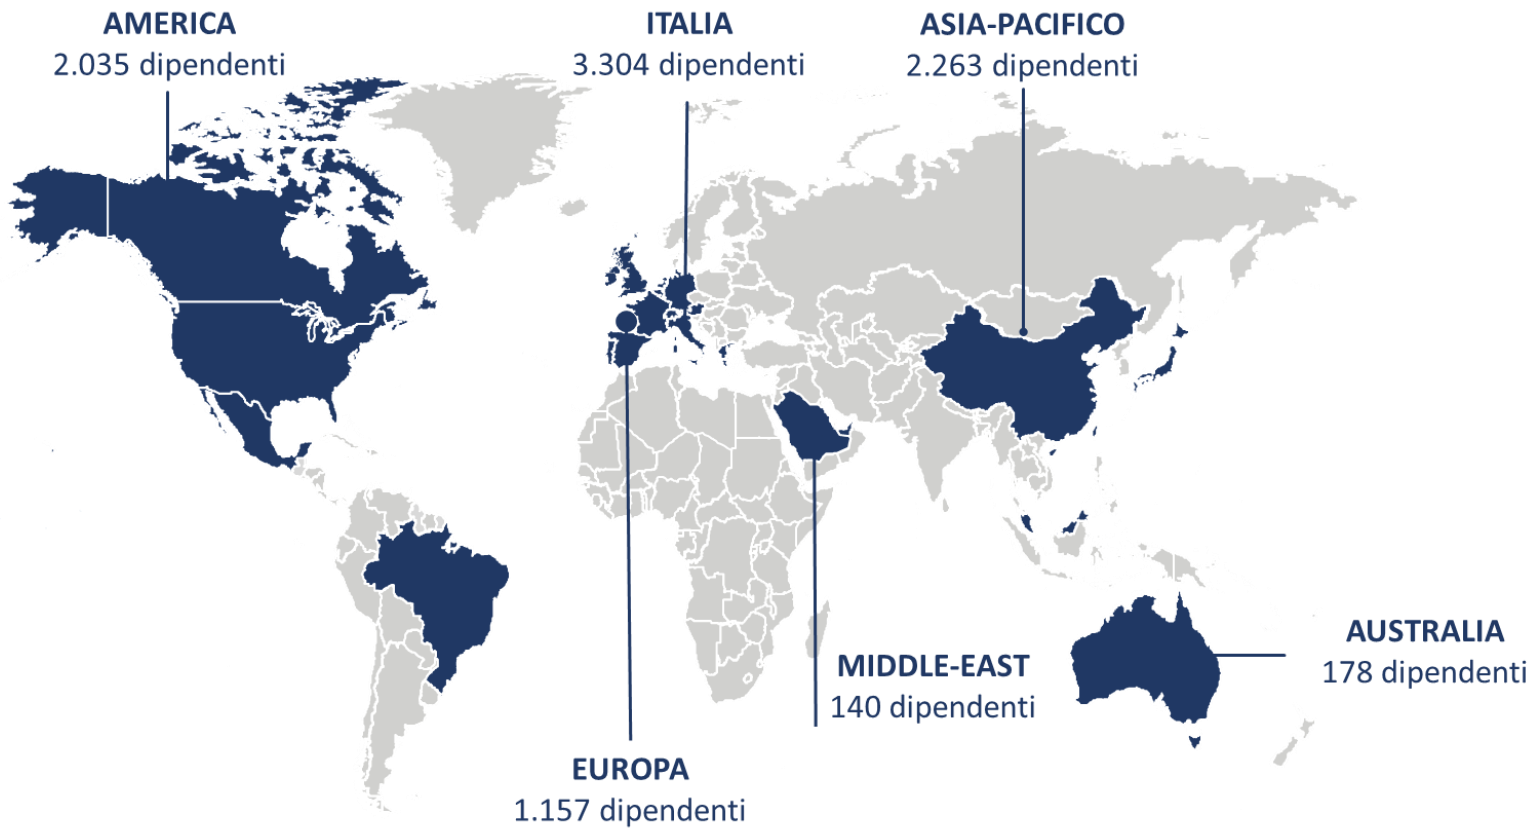 AMERICA
2.035 dipendenti
ITALIA
3.304 dipendenti
ASIA-PACIFICO
2.263 dipendenti
AUSTRALIA
178 dipendenti
MIDDLE-EAST
140 dipendenti
EUROPA
1.157 dipendenti